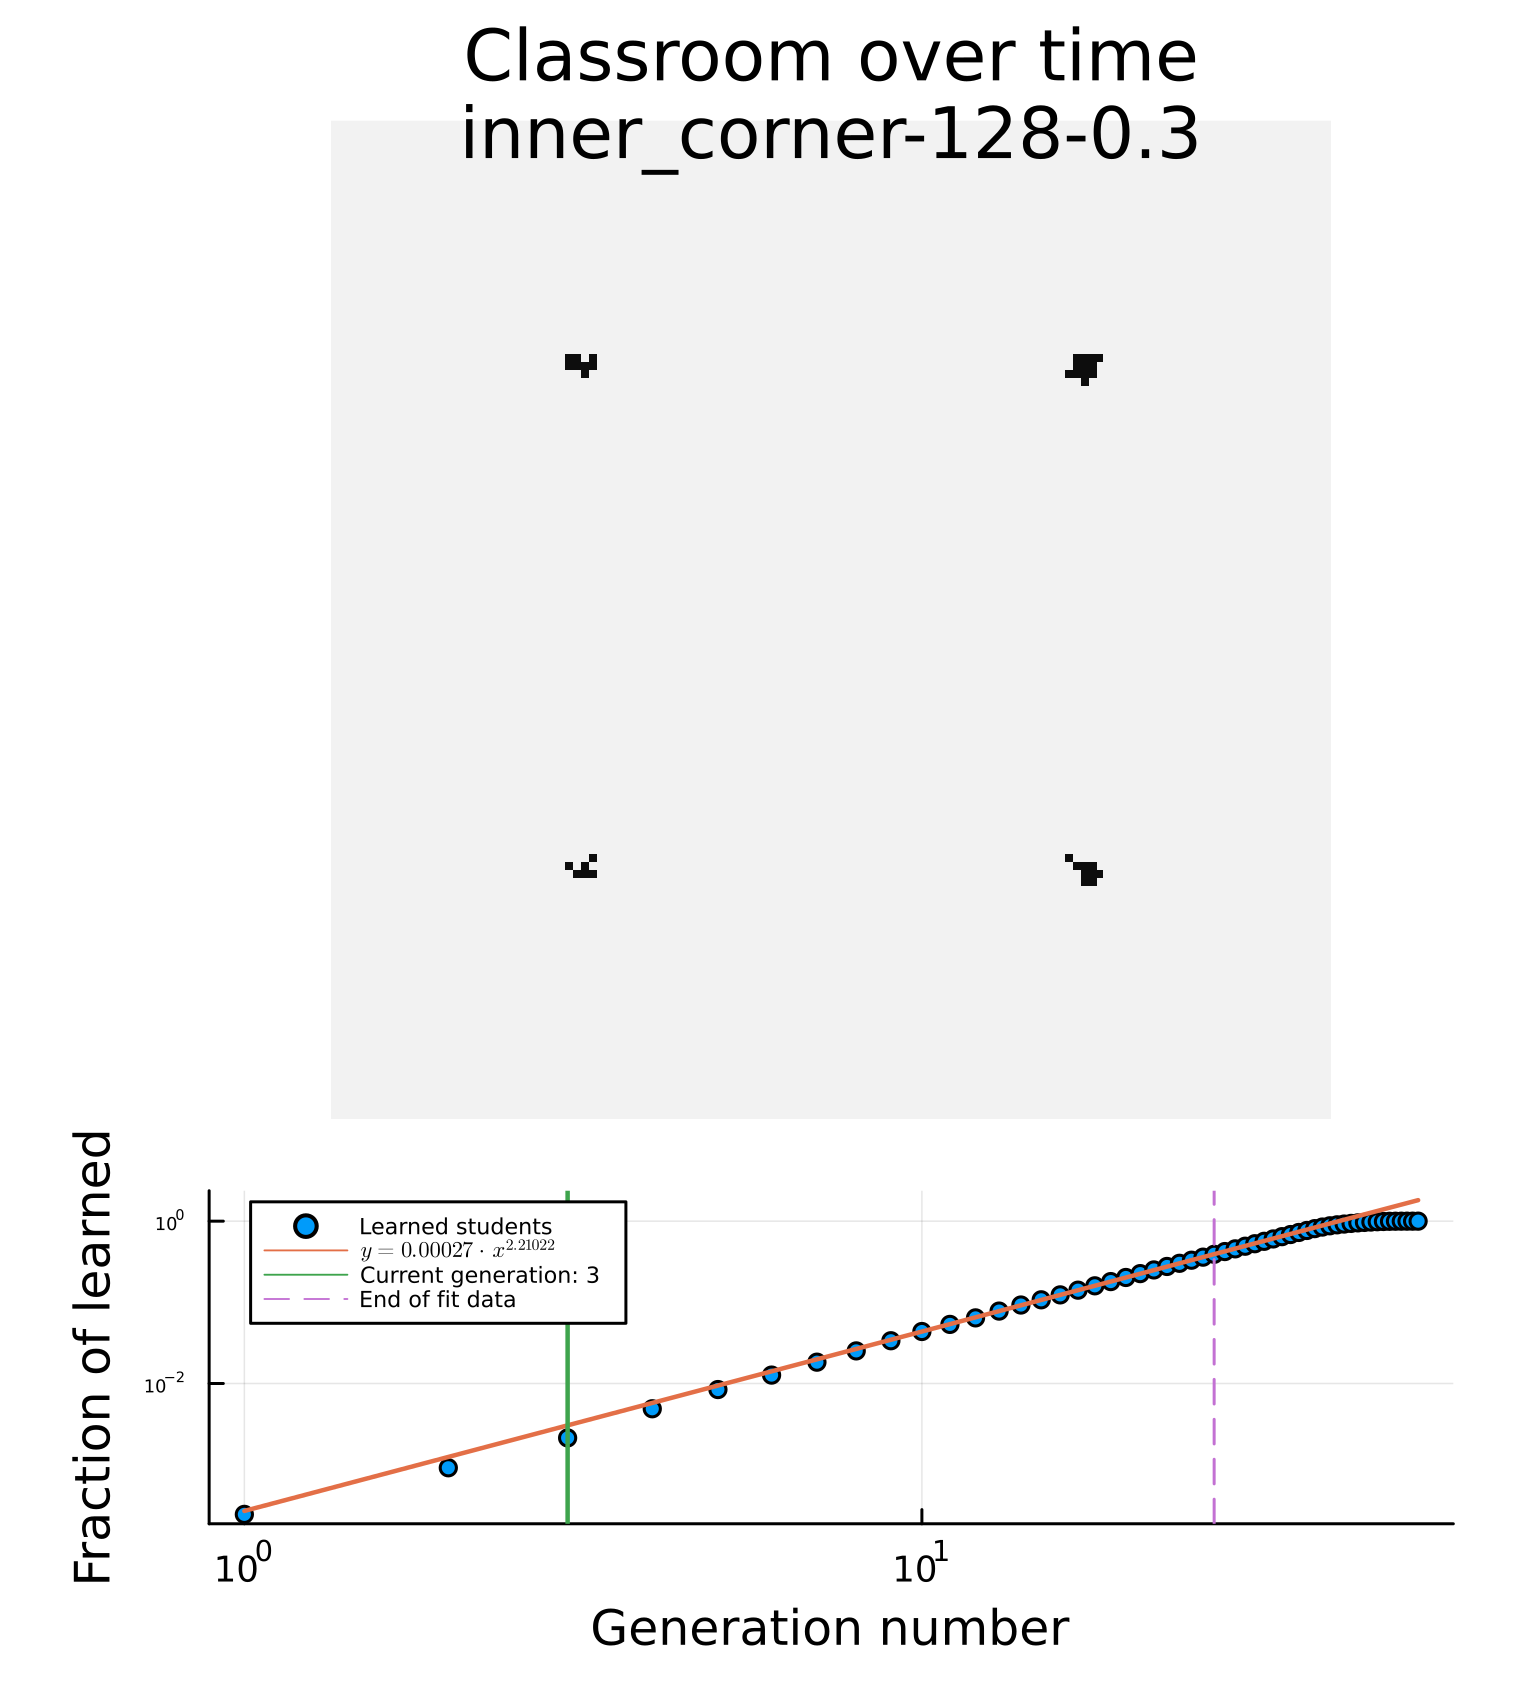 Classroom over time
inner_corner-128-0.3
Fraction of learned
10^0
10^-2
Learned students
y = 0.00027 · x^2.21022
Current generation: 3
End of fit data
10^0
10^1
Generation number